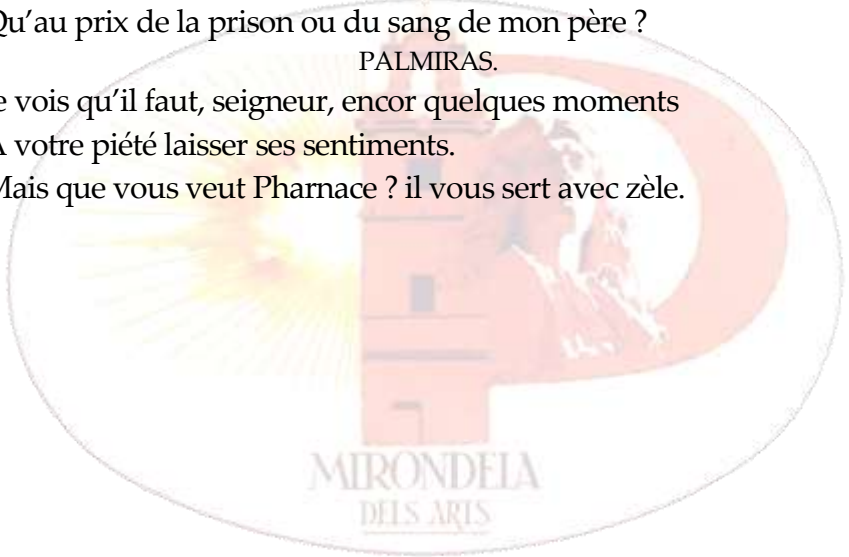 Qu’au prix de la prison ou du sang de mon père ?
PALMIRAS.
e vois qu’il faut, seigneur, encor quelques moments
À votre piété laisser ses sentiments.
Mais que vous veut Pharnace ? il vous sert avec zèle.
MIRONDELA
DELS ARTS